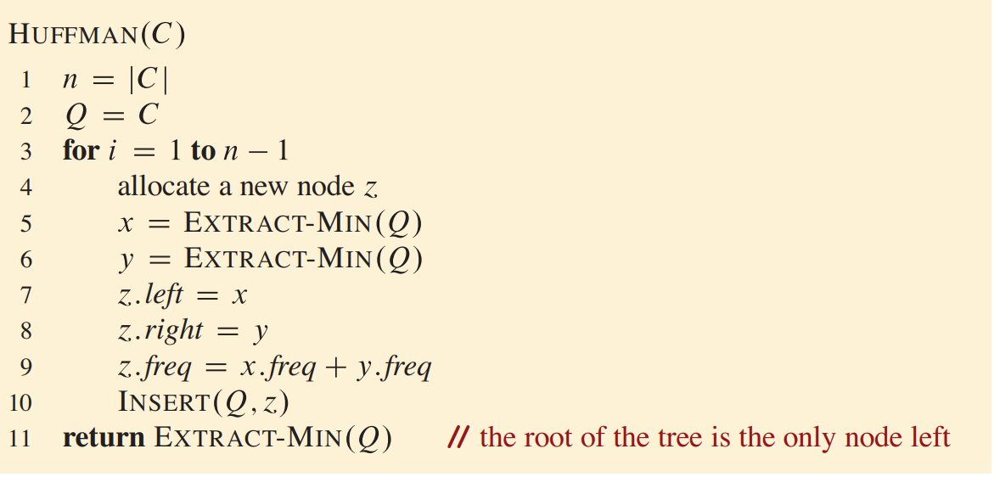 HUFFMAN(C)
1 n = |C|
2 Q = C
3 for i = 1 to n − 1
4 allocate a new node z
5 x = EXTRACT-MIN(Q)
6 y = EXTRACT-MIN(Q)
7 z.left = x
8 z.right = y
9 z.freq = x.freq + y.freq
10 INSERT(Q, z)
11 return EXTRACT-MIN(Q) // the root of the tree is the only node left